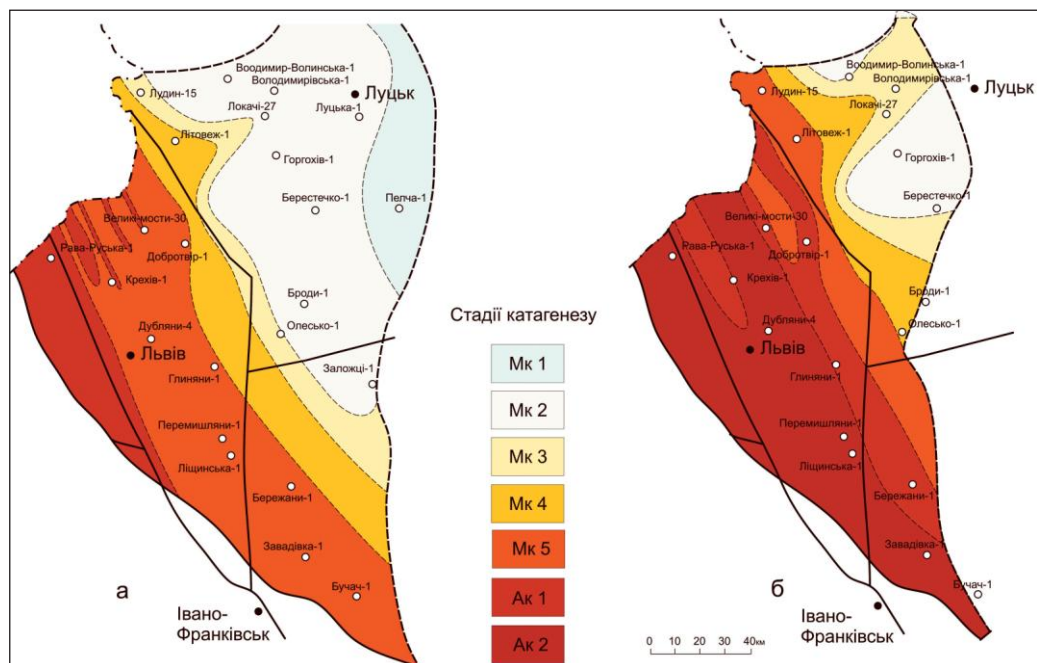 Воодимир-Волинська-1
Володимирівська-1
Лудин-15
Луцьк
Локачі-27
Луцька-1
Літовеж-1
Горгохів-1
Берестечко-1
Пелча-1
Великі-мости-30
Рава-Руська-1
Добротвір-1
Крехів-1
Броди-1
Дубляни-4
Олесько-1
Львів
Глиняни-1
Заложці-1
Перемишляни-1
Ліщинська-1
Бережани-1
Завадівка-1
Бучач-1
а
Івано-
Франківськ
Стадії катагенезу
Мк 1
Мк 2
Мк 3
Мк 4
Мк 5
Ак 1
Ак 2
Воодимир-Волинська-1
Володимирівська-1
Лудин-15
Луцьк
Локачі-27
Літовеж-1
Горгохів-1
Берестечко-1
Великі-мости-30
Рава-Руська-1
Добротвір-1
Крехів-1
Броди-1
Дубляни-4
Олесько-1
Львів
Глиняни-1
Перемишляни-1
Ліщинська-1
Бережани-1
Завадівка-1
Бучач-1
б
Івано-
Франківськ
0 20 40км